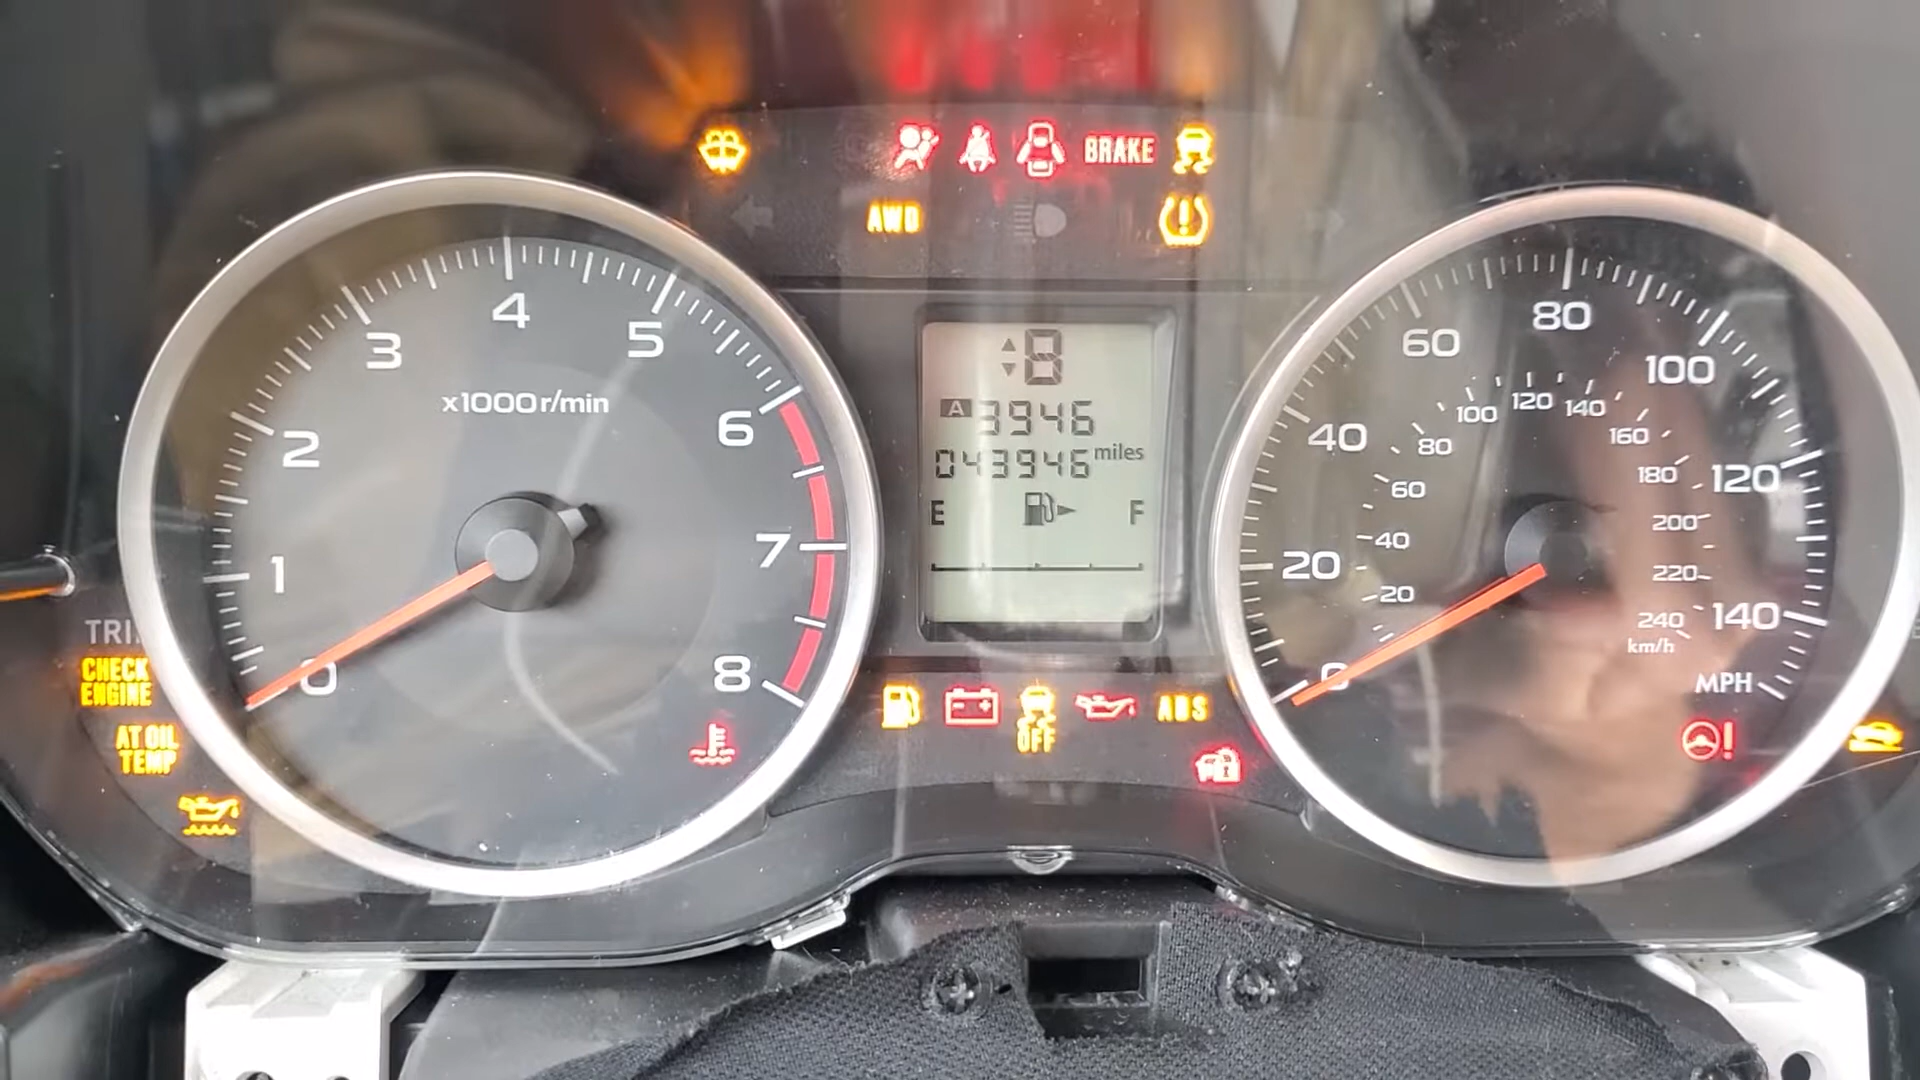 BRAKE
AWD
x1000 r/min
0
1
2
3
4
5
6
7
8
8
A 3946
043946 miles
E F
0
20
40
60
80
100
120
140
MPH
20
40
60
80
100
120
140
160
180
200
220
240
km/h
CHECK
ENGINE
AT OIL
TEMP
OFF
ABS